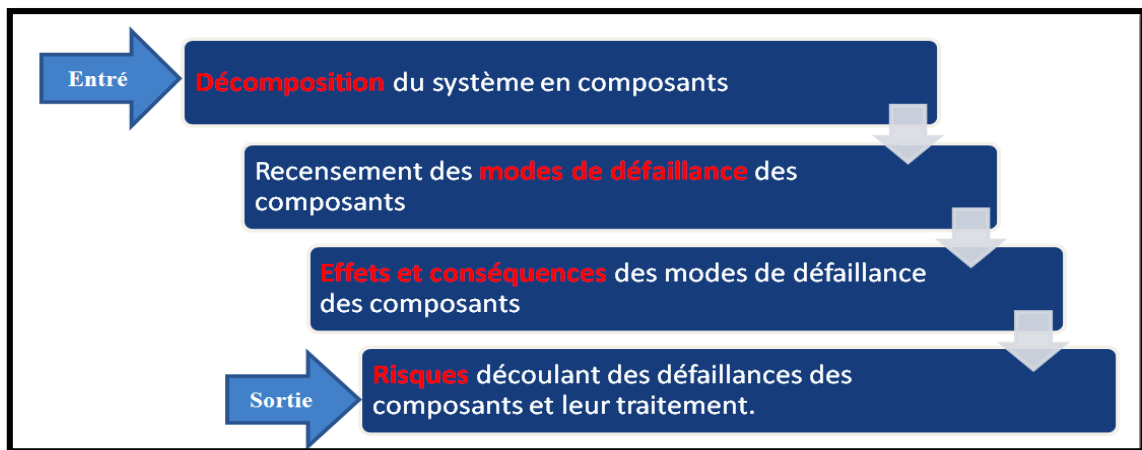 Entré
Décomposition du système en composants
Recensement des modes de défaillance des
composants
Effets et conséquences des modes de défaillance
des composants
Sortie
Risques découlant des défaillances des
composants et leur traitement.